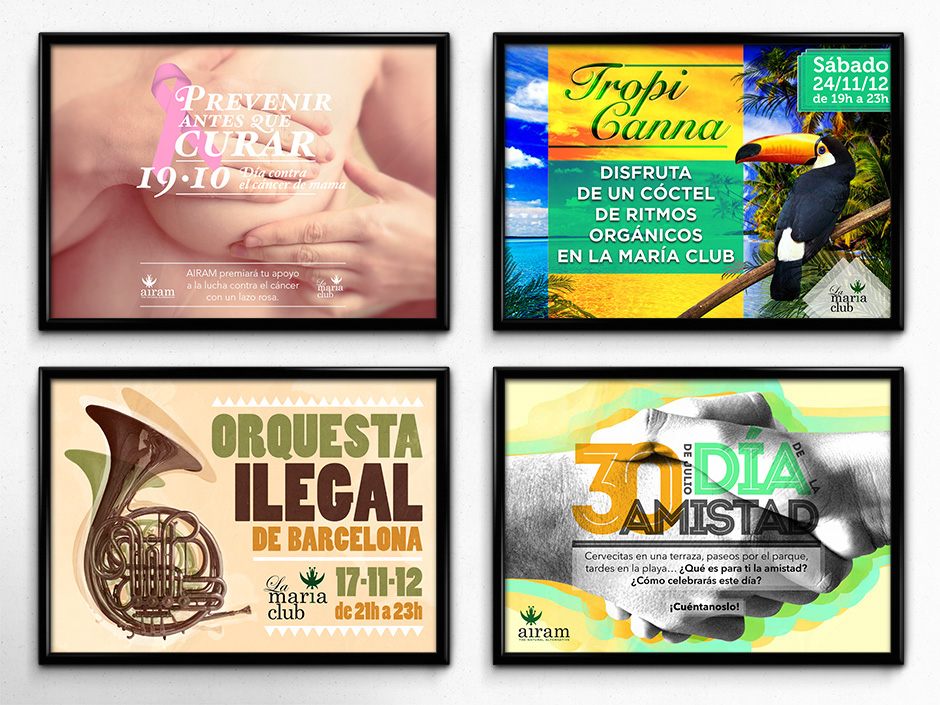 PREVENIR
ANTES QUE
CURAR
19·10 Día contra
el cáncer de mama
AIRAM premiará tu apoyo
a la lucha contra el cáncer
con un lazo rosa.
airam
La
maria
club
Tropi
Canna
Sábado
24/11/12
de 19h a 23h
DISFRUTA
DE UN CÓCTEL
DE RITMOS
ORGÁNICOS
EN LA MARÍA CLUB
La
maria
club
ORQUESTA
ILEGAL
DE BARCELONA
La
maria
club
17-11-12
de 21h a 23h
30 DE JULIO DÍA DE LA
AMISTAD
Cervecitas en una terraza, paseos por el parque,
tardes en la playa... ¿Qué es para ti la amistad?
¿Cómo celebrarás este día?
¡Cuéntanoslo!
airam
THE NATURAL ALTERNATIVE